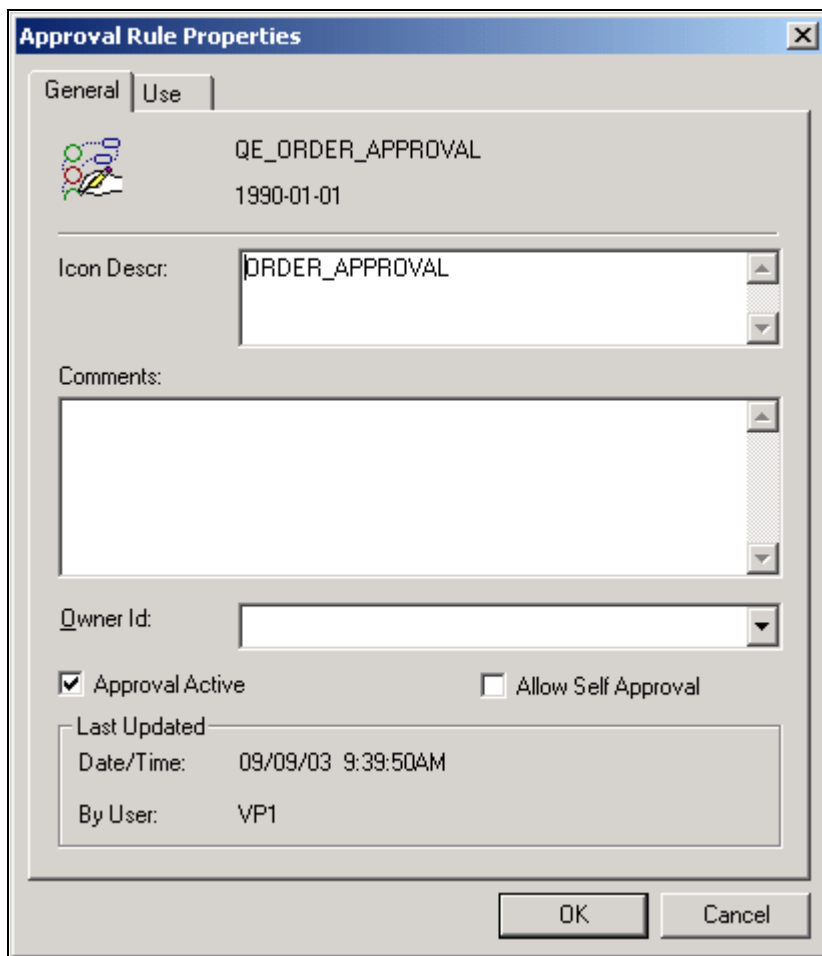 Approval Rule Properties
General Use
QE_ORDER_APPROVAL
1990-01-01
Icon Descr: ORDER_APPROVAL
Comments:
Owner Id:
Approval Active Allow Self Approval
Last Updated
Date/Time: 09/09/03 9:39:50AM
By User: VP1
OK Cancel